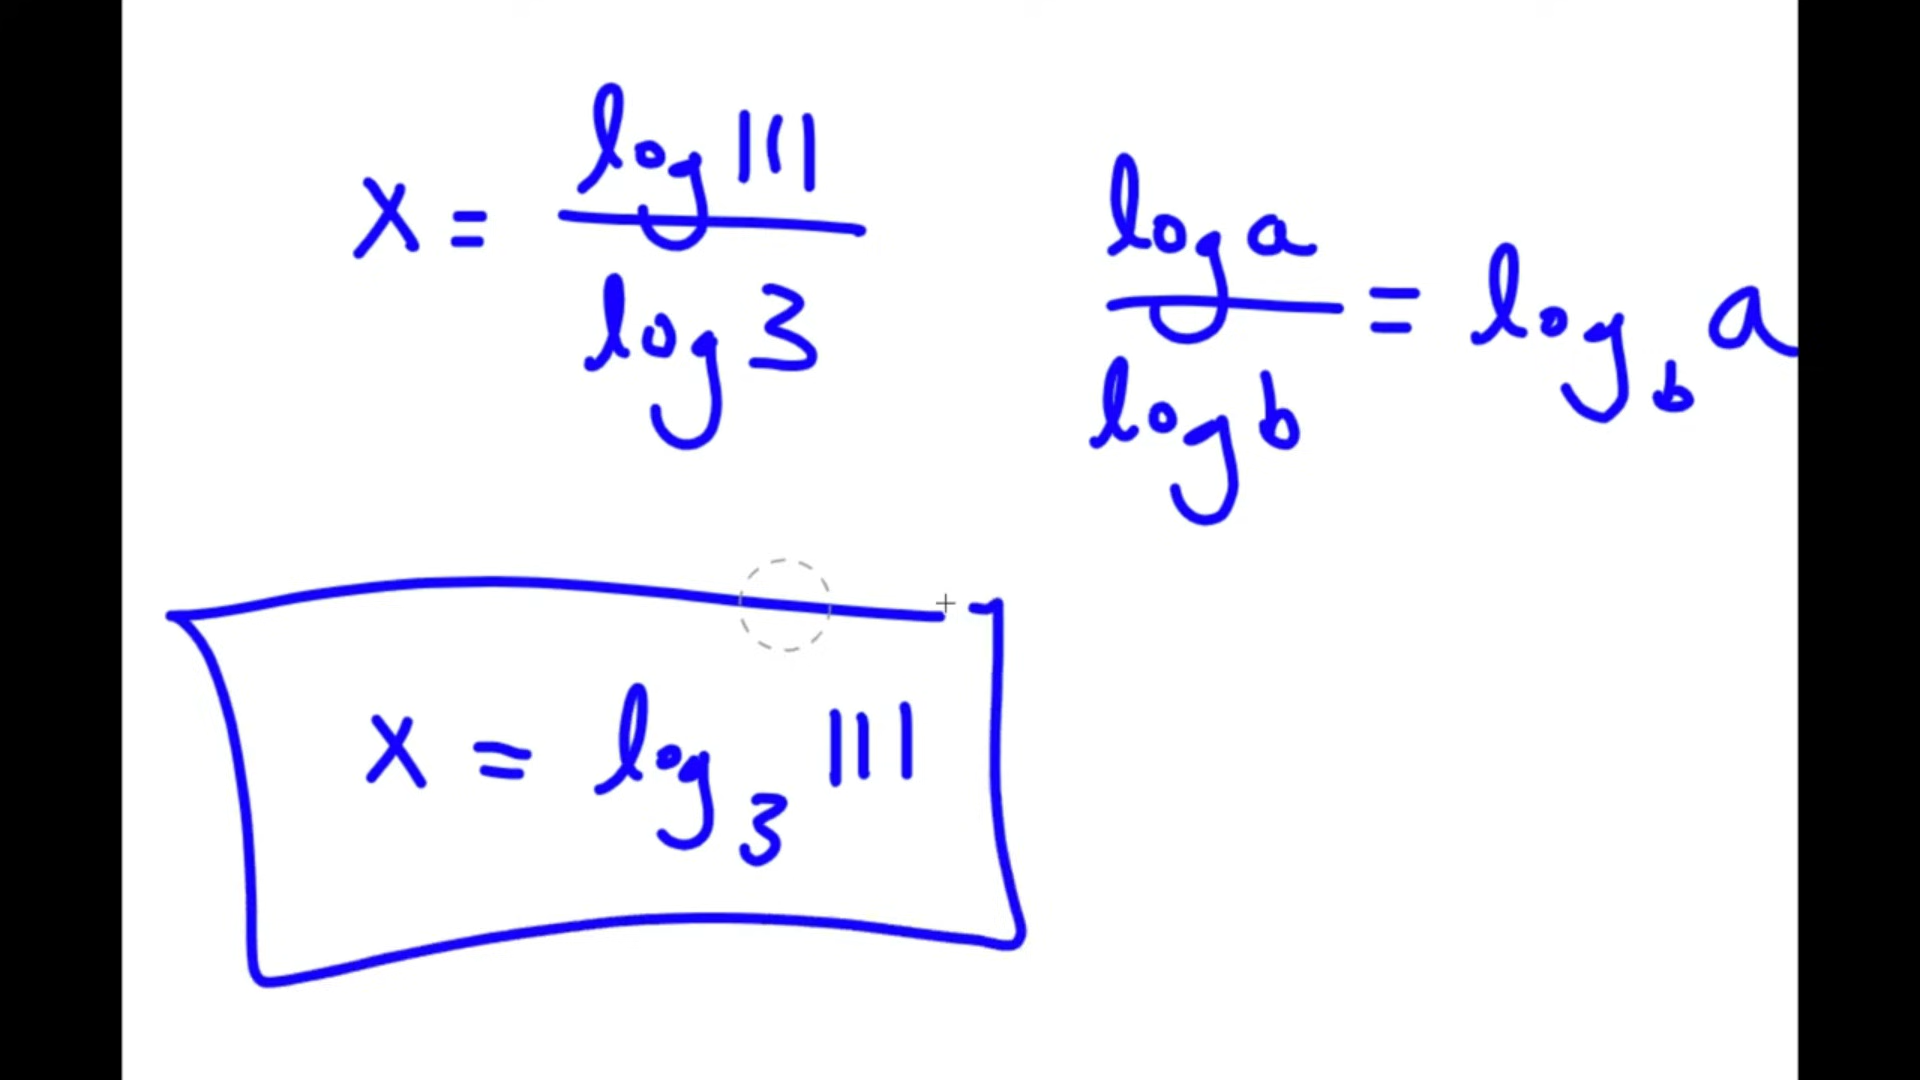 x = log 111 / log 3
log a / log b = log_b a
x = log_3 111